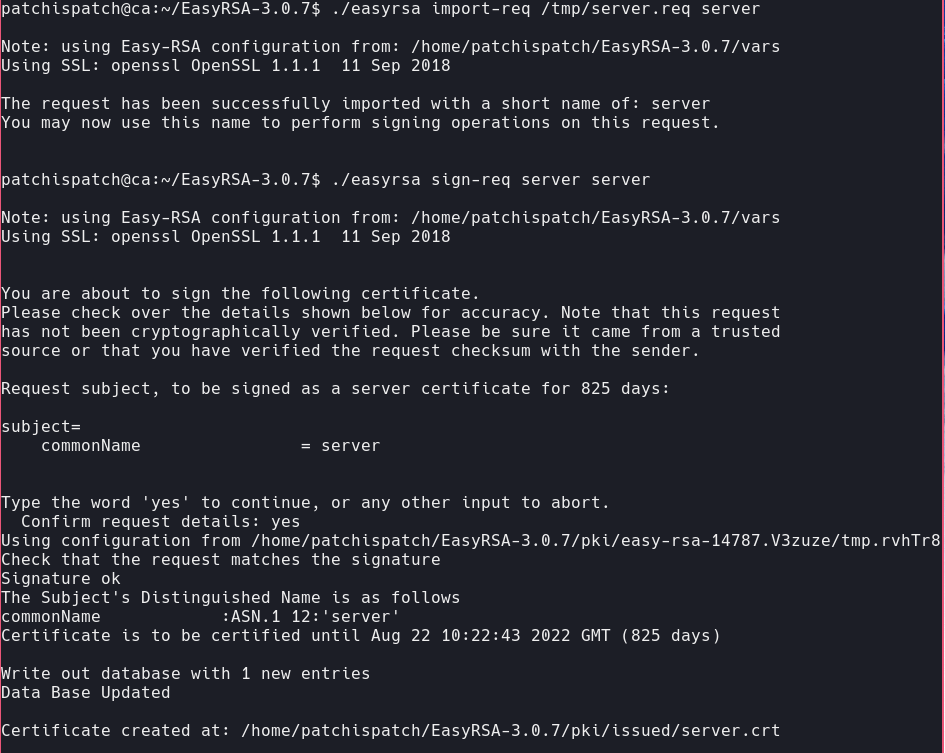 patchispatch@ca:~/EasyRSA-3.0.7$ ./easyrsa import-req /tmp/server.req server
Note: using Easy-RSA configuration from: /home/patchispatch/EasyRSA-3.0.7/vars
Using SSL: openssl OpenSSL 1.1.1  11 Sep 2018
The request has been successfully imported with a short name of: server
You may now use this name to perform signing operations on this request.
patchispatch@ca:~/EasyRSA-3.0.7$ ./easyrsa sign-req server server
Note: using Easy-RSA configuration from: /home/patchispatch/EasyRSA-3.0.7/vars
Using SSL: openssl OpenSSL 1.1.1  11 Sep 2018
You are about to sign the following certificate.
Please check over the details shown below for accuracy. Note that this request
has not been cryptographically verified. Please be sure it came from a trusted
source or that you have verified the request checksum with the sender.
Request subject, to be signed as a server certificate for 825 days:
subject=
    commonName                = server
Type the word 'yes' to continue, or any other input to abort.
  Confirm request details: yes
Using configuration from /home/patchispatch/EasyRSA-3.0.7/pki/easy-rsa-14787.V3zuze/tmp.rvhTr8
Check that the request matches the signature
Signature ok
The Subject's Distinguished Name is as follows
commonName            :ASN.1 12:'server'
Certificate is to be certified until Aug 22 10:22:43 2022 GMT (825 days)
Write out database with 1 new entries
Data Base Updated
Certificate created at: /home/patchispatch/EasyRSA-3.0.7/pki/issued/server.crt